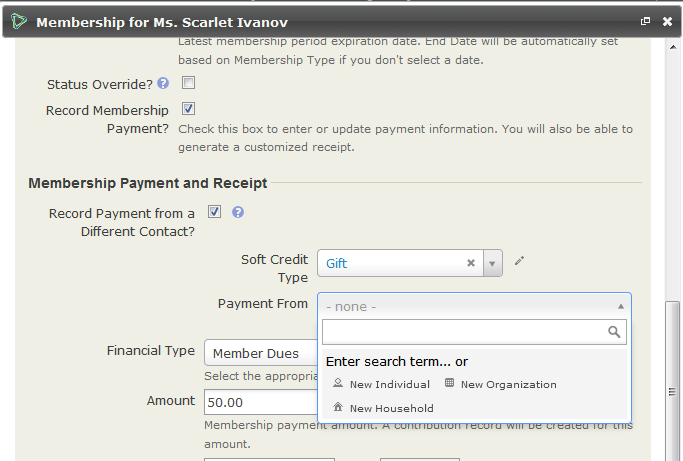 Membership for Ms. Scarlet Ivanov
Latest membership period expiration date. End Date will be automatically set
based on Membership Type if you don't select a date.
Status Override?
Record Membership
Payment?
Check this box to enter or update payment information. You will also be able to
generate a customized receipt.
Membership Payment and Receipt
Record Payment from a
Different Contact?
Soft Credit
Type
Gift
Payment From
- none -
Enter search term... or
New Individual New Organization
New Household
Financial Type
Member Dues
Select the appropria
Amount
50.00
Membership payment amount. A contribution record will be created for this
amount.